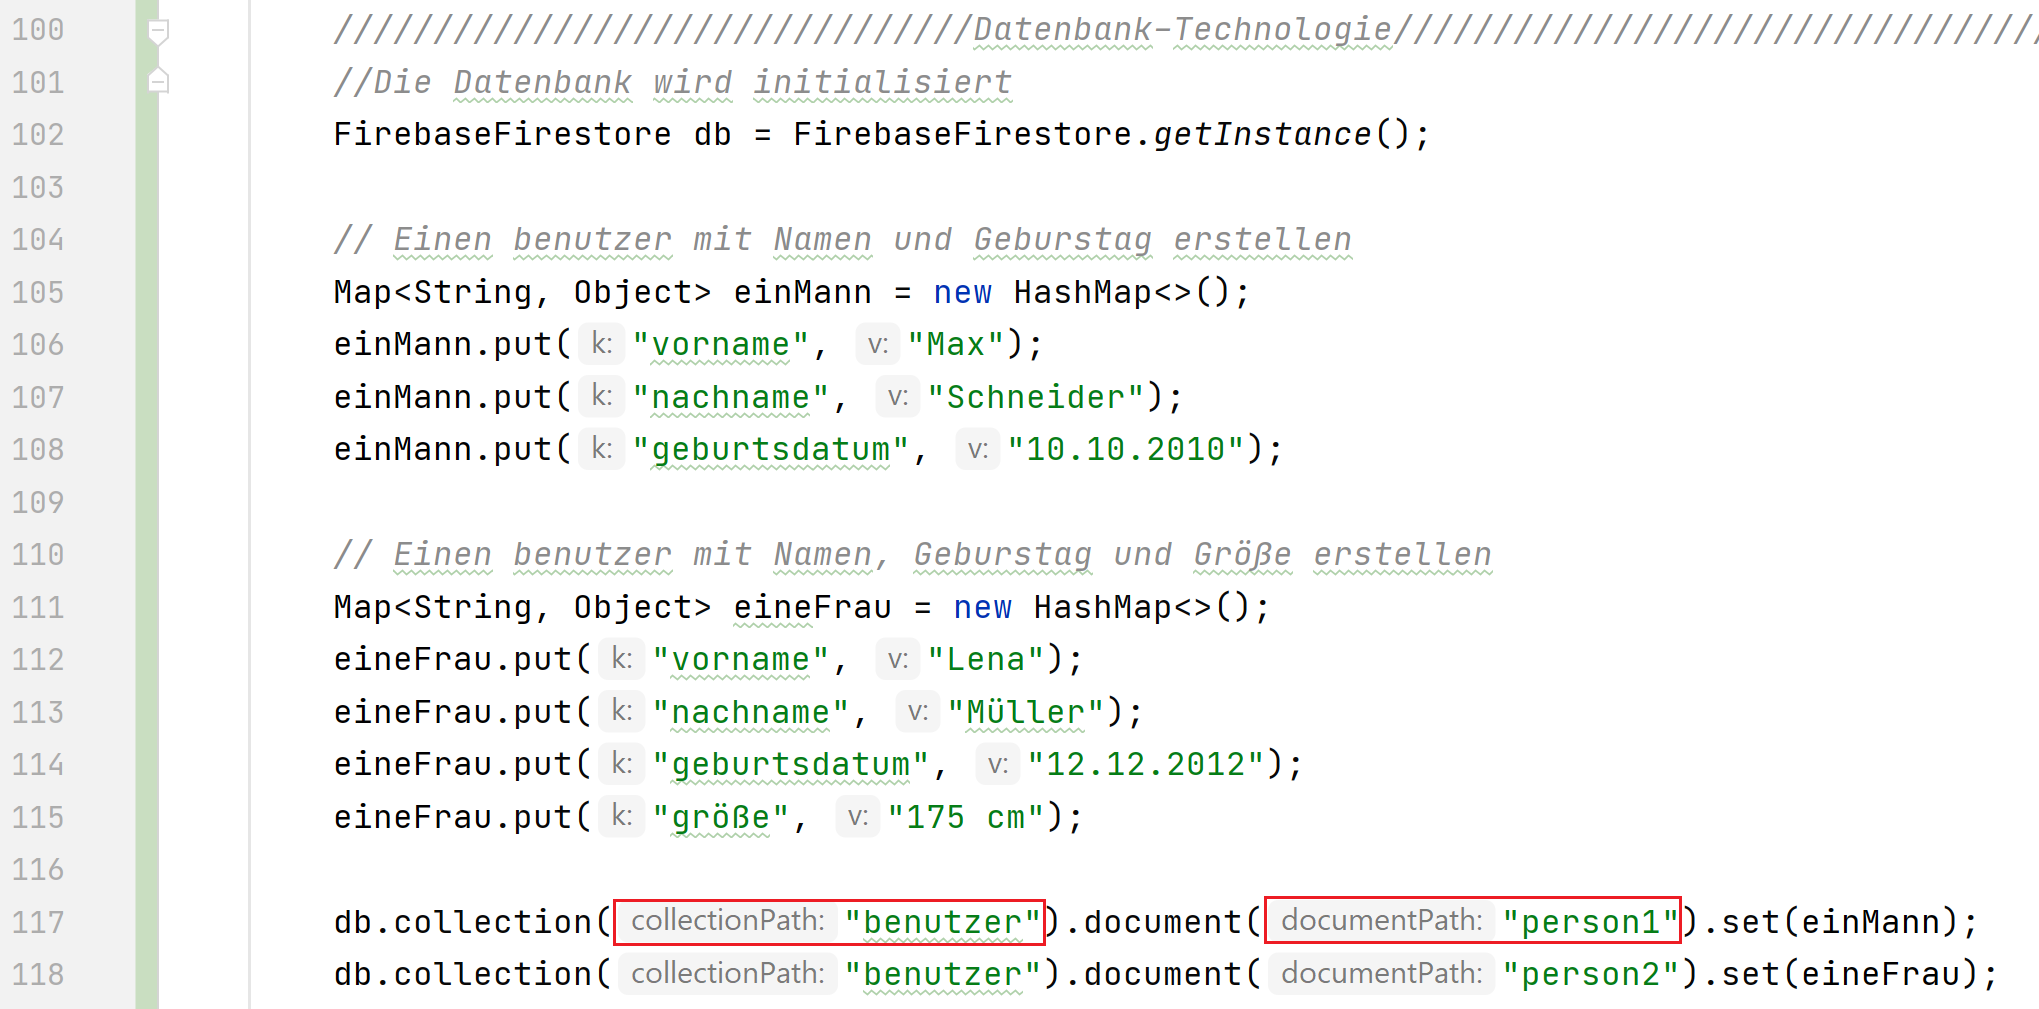 100 ////////////////////////////////Datenbank-Technologie/////////////////////////////////
101 //Die Datenbank wird initialisiert
102 FirebaseFirestore db = FirebaseFirestore.getInstance();
103
104 // Einen benutzer mit Namen und Geburstag erstellen
105 Map<String, Object> einMann = new HashMap<>();
106 einMann.put( k: "vorname", v: "Max");
107 einMann.put( k: "nachname", v: "Schneider");
108 einMann.put( k: "geburtsdatum", v: "10.10.2010");
109
110 // Einen benutzer mit Namen, Geburstag und Größe erstellen
111 Map<String, Object> eineFrau = new HashMap<>();
112 eineFrau.put( k: "vorname", v: "Lena");
113 eineFrau.put( k: "nachname", v: "Müller");
114 eineFrau.put( k: "geburtsdatum", v: "12.12.2012");
115 eineFrau.put( k: "größe", v: "175 cm");
116
117 db.collection( collectionPath: "benutzer").document( documentPath: "person1").set(einMann);
118 db.collection( collectionPath: "benutzer").document( documentPath: "person2").set(eineFrau);